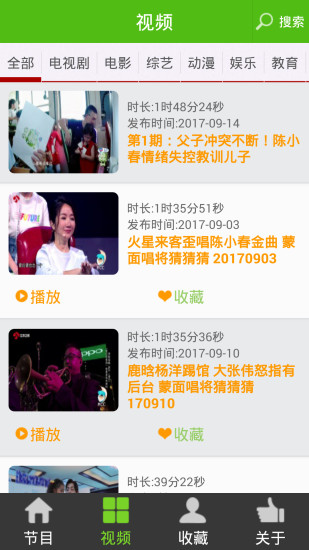 视频
搜索
全部 电视剧 电影 综艺 动漫 娱乐 教育
时长:1时48分24秒
发布时间:2017-09-14
第1期：父子冲突不断！陈小
春情绪失控教训儿子
时长:1时35分51秒
发布时间:2017-09-03
火星来客歪唱陈小春金曲 蒙
面唱将猜猜猜 20170903
播放 收藏
时长:1时35分36秒
发布时间:2017-09-10
鹿晗杨洋踢馆 大张伟怒指有
后台 蒙面唱将猜猜猜
170910
oppo
播放 收藏
时长:39分22秒
节目 视频 收藏 关于